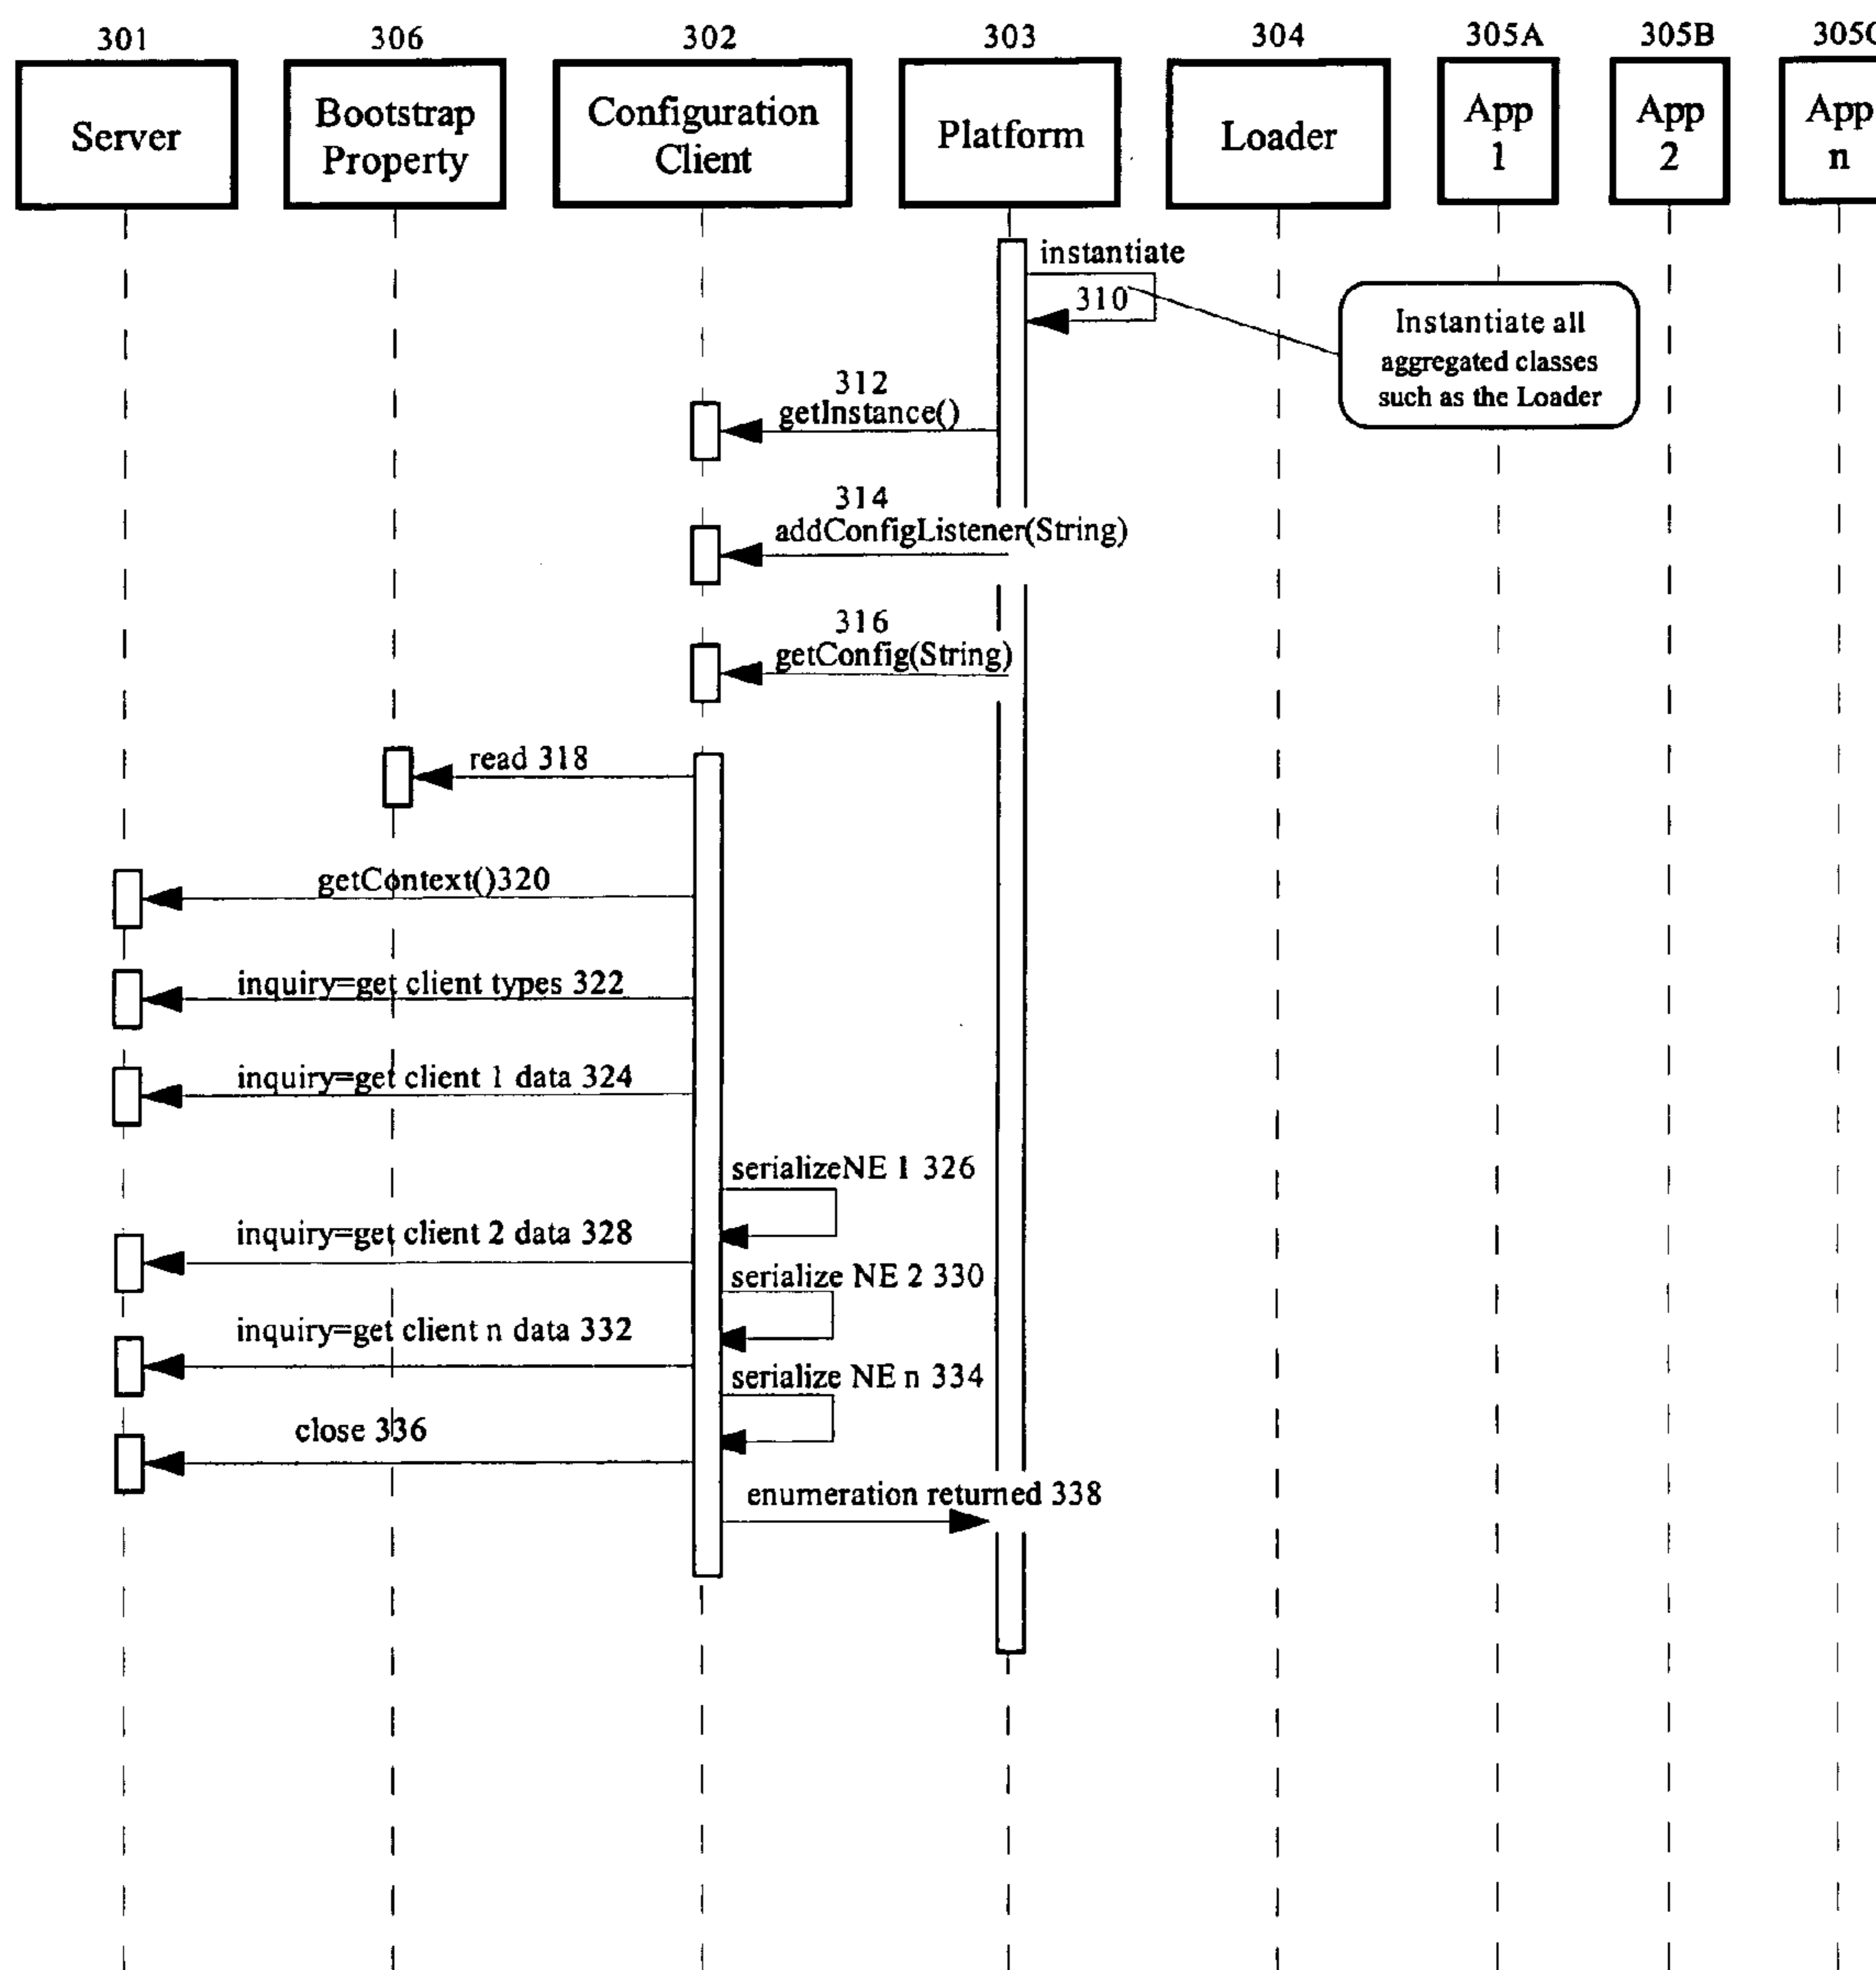 301
306
302
303
304
305A
305B
Server
Bootstrap
Property
Configuration
Client
Platform
Loader
App
1
App
2
App
n
instantiate
310
Instantiate all
aggregated classes
such as the Loader
312
getInstance()
314
addConfigListener(String)
316
getConfig(String)
read 318
getContext()320
inquiry=get client types 322
inquiry=get client 1 data 324
serializeNE 1 326
inquiry=get client 2 data 328
serialize NE 2 330
inquiry=get client n data 332
serialize NE n 334
close 336
enumeration returned 338